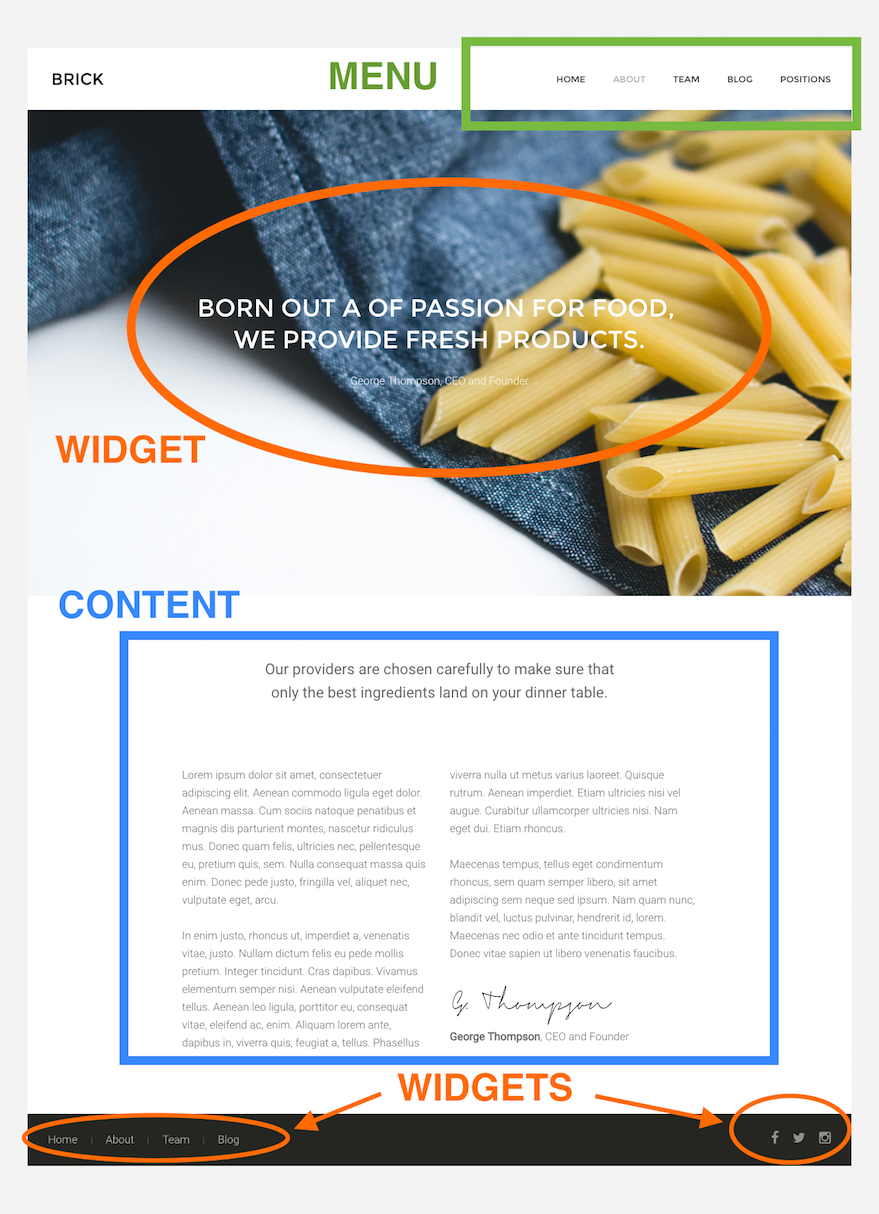 BRICK
MENU
HOME ABOUT TEAM BLOG POSITIONS
BORN OUT A OF PASSION FOR FOOD,
WE PROVIDE FRESH PRODUCTS.
George Thompson, CEO and Founder
WIDGET
CONTENT
Our providers are chosen carefully to make sure that
only the best ingredients land on your dinner table.
Lorem ipsum dolor sit amet, consectetuer
adipiscing elit. Aenean commodo ligula eget dolor.
Aenean massa. Cum sociis natoque penatibus et
magnis dis parturient montes, nascetur ridiculus
mus. Donec quam felis, ultricies nec, pellentesque
eu, pretium quis, sem. Nulla consequat massa quis
enim. Donec pede justo, fringilla vel, aliquet nec,
vulputate eget, arcu.
In enim justo, rhoncus ut, imperdiet a, venenatis
vitae, justo. Nullam dictum felis eu pede mollis
pretium. Integer tincidunt. Cras dapibus. Vivamus
elementum semper nisi. Aenean vulputate eleifend
tellus. Aenean leo ligula, porttitor eu, consequat
vitae, eleifend ac, enim. Aliquam lorem ante,
dapibus in, viverra quis, feugiat a, tellus. Phasellus
viverra nulla ut metus varius laoreet. Quisque
rutrum. Aenean imperdiet. Etiam ultricies nisi vel
augue. Curabitur ullamcorper ultricies nisi. Nam
eget dui. Etiam rhoncus.
Maecenas tempus, tellus eget condimentum
rhoncus, sem quam semper libero, sit amet
adipiscing sem neque sed ipsum. Nam quam nunc,
blandit vel, luctus pulvinar, hendrerit id, lorem.
Maecenas nec odio et ante tincidunt tempus.
Donec vitae sapien ut libero venenatis faucibus.
G. Thompson
George Thompson, CEO and Founder
WIDGETS
Home | About | Team | Blog